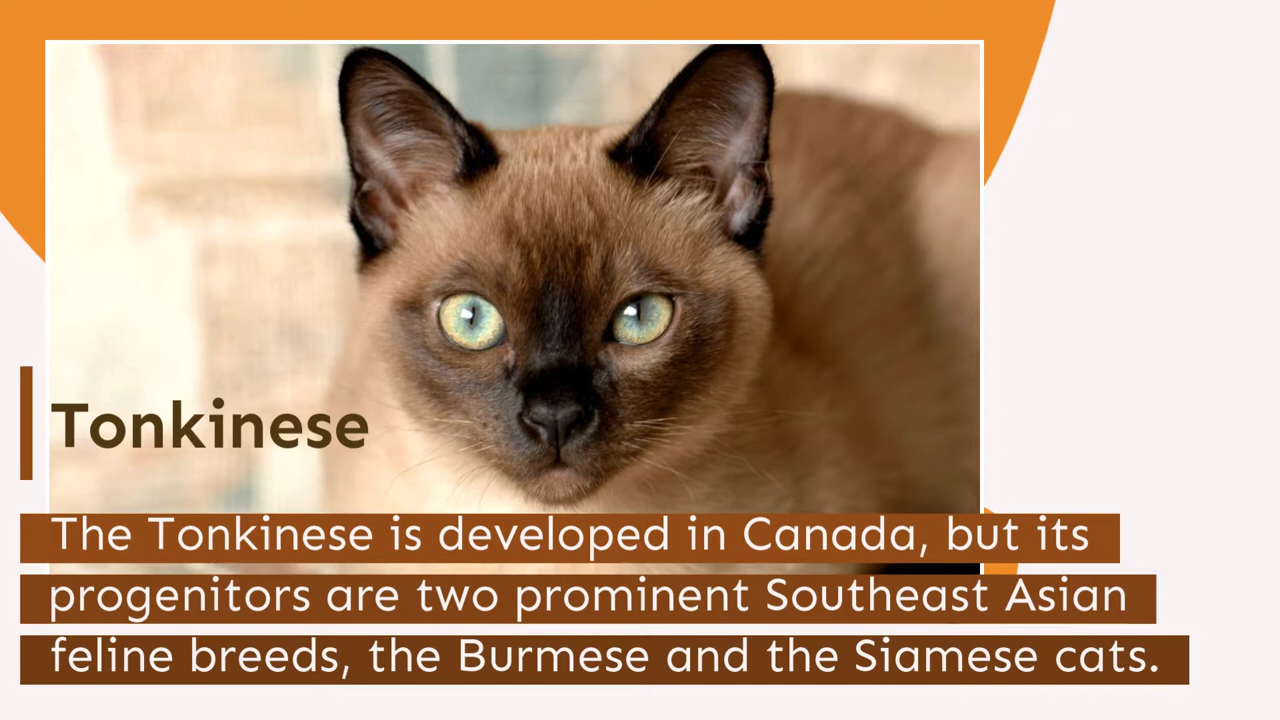 Tonkinese
The Tonkinese is developed in Canada, but its
progenitors are two prominent Southeast Asian
feline breeds, the Burmese and the Siamese cats.